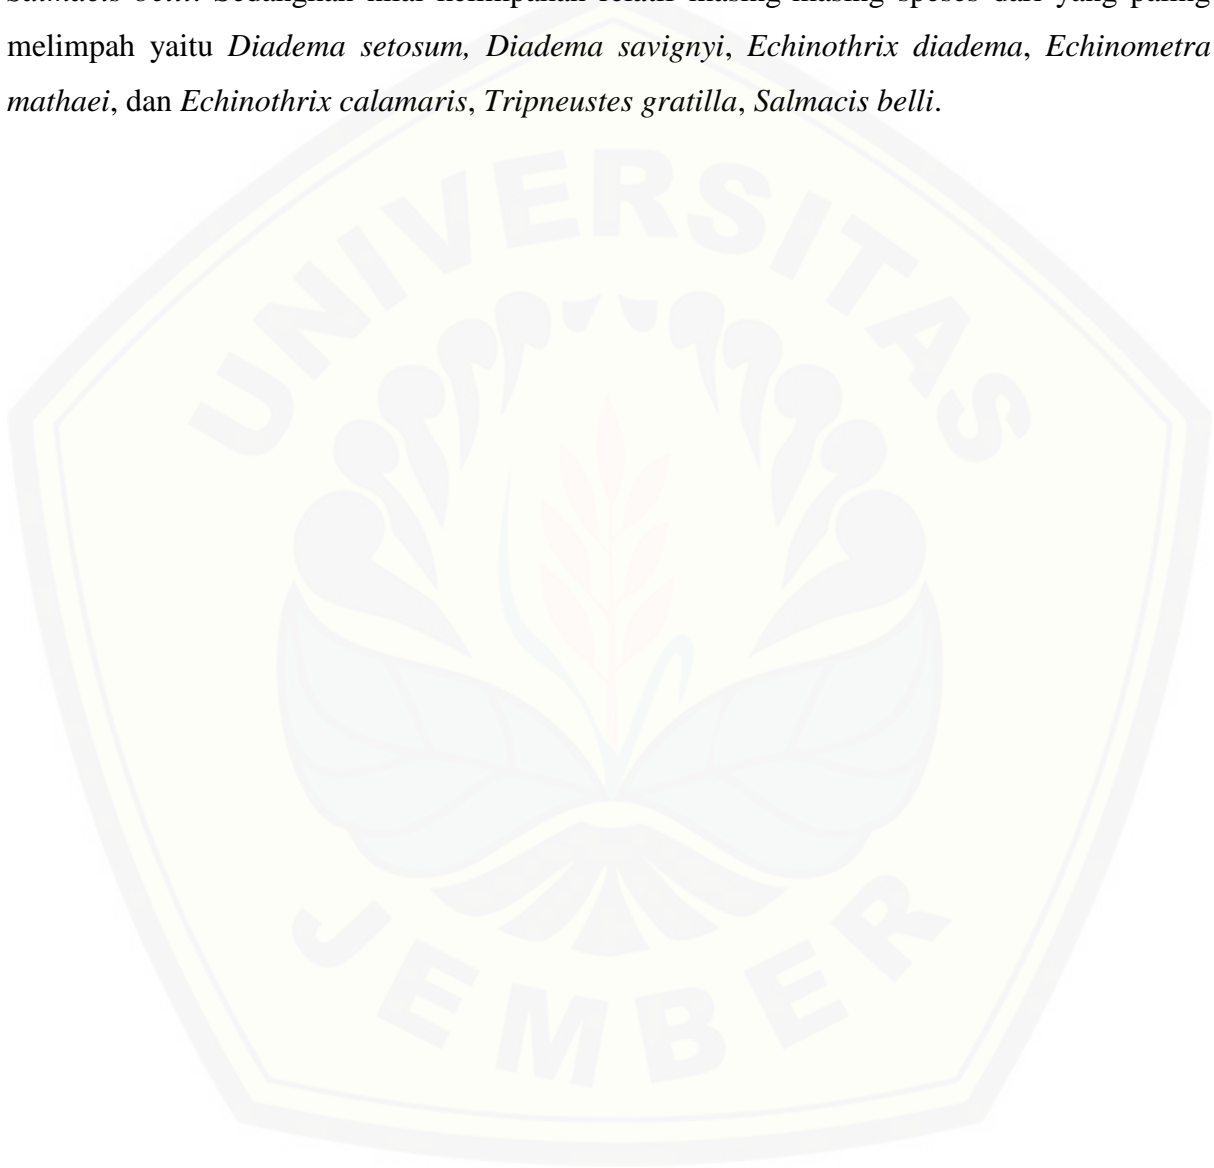 melimpah yaitu Diadema setosum, Diadema savignyi, Echinothrix diadema, Echinometra
mathaei, dan Echinothrix calamaris, Tripneustes gratilla, Salmacis belli.
UNIVERSITAS
JEMBER